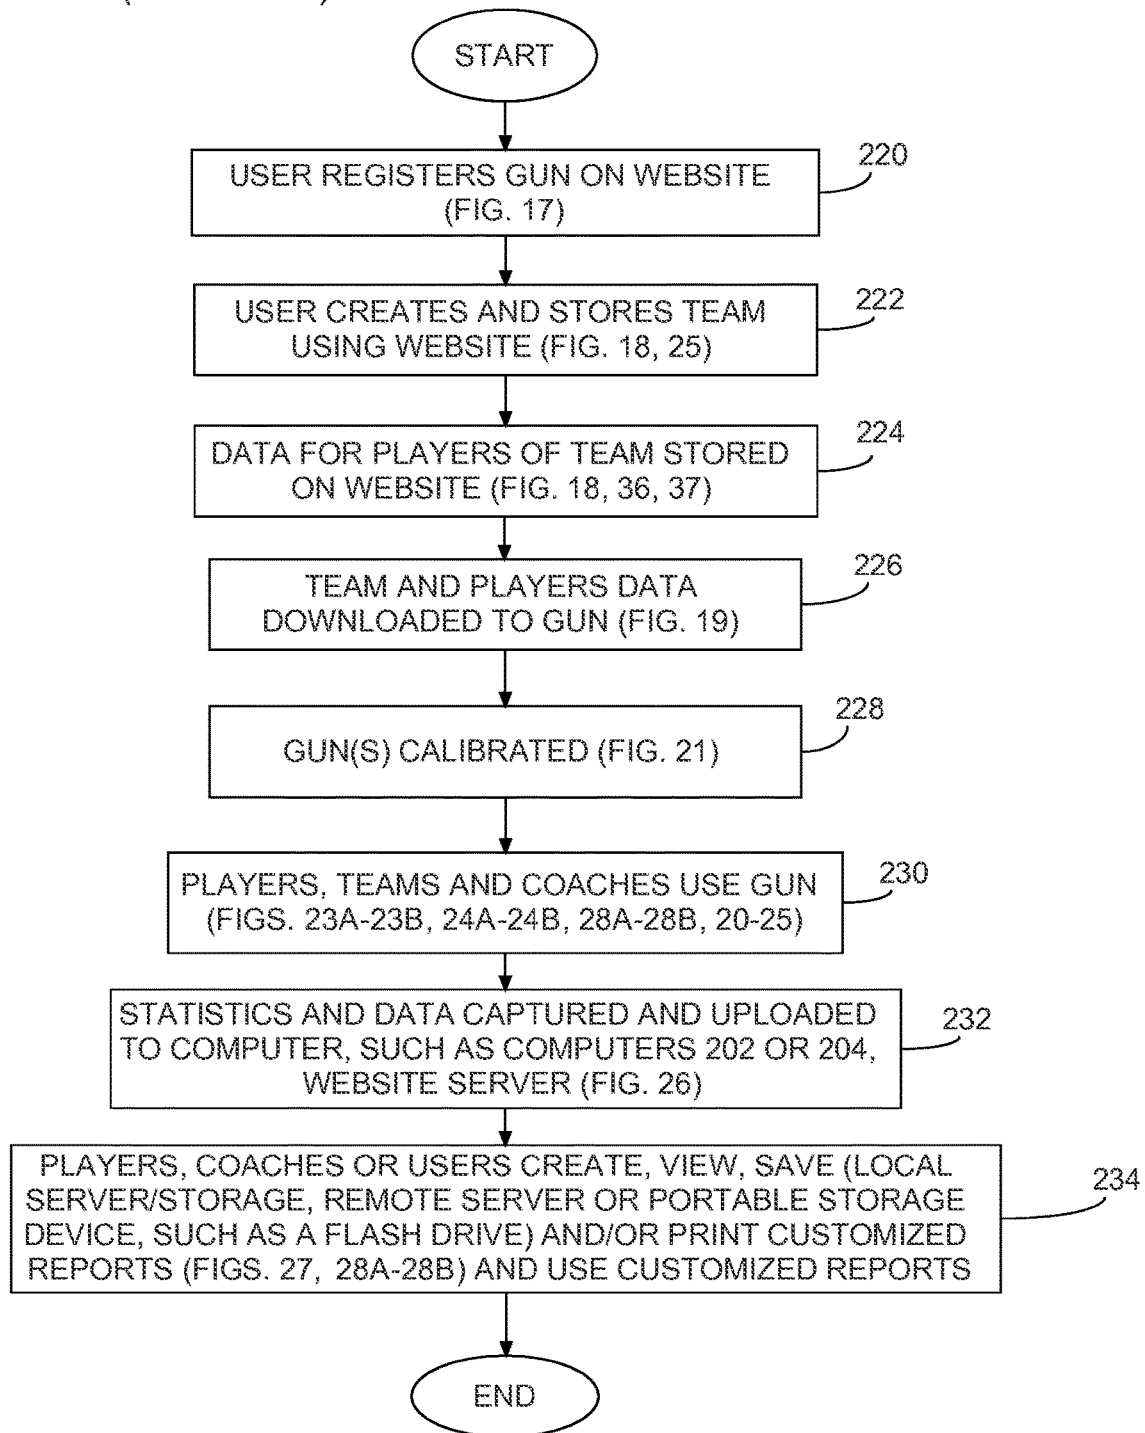 START
USER REGISTERS GUN ON WEBSITE
(FIG. 17)
220
USER CREATES AND STORES TEAM
USING WEBSITE (FIG. 18, 25)
222
DATA FOR PLAYERS OF TEAM STORED
ON WEBSITE (FIG. 18, 36, 37)
224
TEAM AND PLAYERS DATA
DOWNLOADED TO GUN (FIG. 19)
226
GUN(S) CALIBRATED (FIG. 21)
228
PLAYERS, TEAMS AND COACHES USE GUN
(FIGS. 23A-23B, 24A-24B, 28A-28B, 20-25)
230
STATISTICS AND DATA CAPTURED AND UPLOADED
TO COMPUTER, SUCH AS COMPUTERS 202 OR 204,
WEBSITE SERVER (FIG. 26)
232
PLAYERS, COACHES OR USERS CREATE, VIEW, SAVE (LOCAL
SERVER/STORAGE, REMOTE SERVER OR PORTABLE STORAGE
DEVICE, SUCH AS A FLASH DRIVE) AND/OR PRINT CUSTOMIZED
REPORTS (FIGS. 27, 28A-28B) AND USE CUSTOMIZED REPORTS
234
END